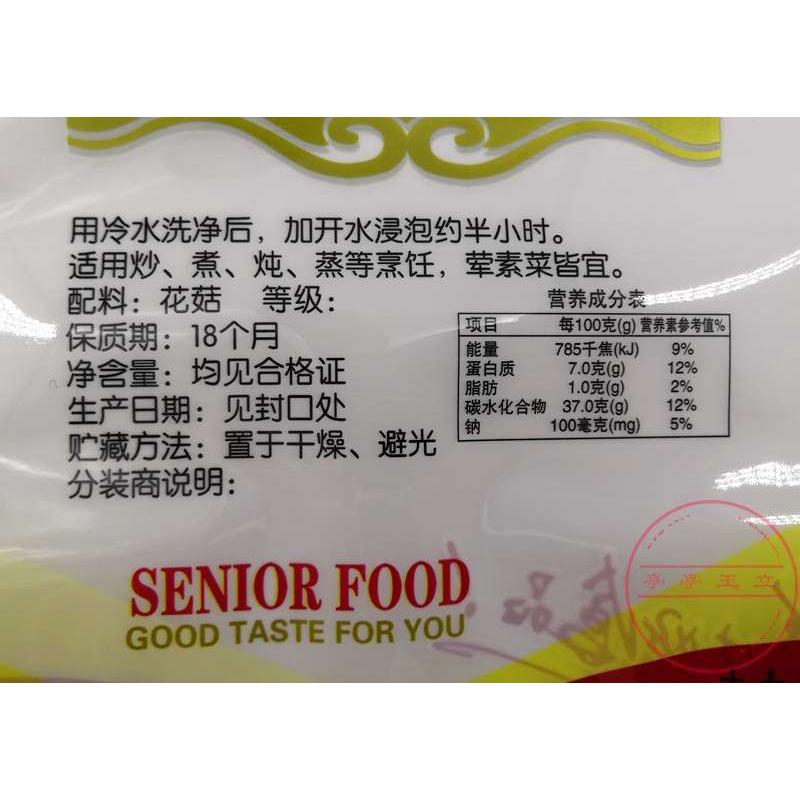 用冷水洗净后，加开水浸泡约半小时。
适用炒、煮、炖、蒸等烹饪，荤素菜皆宜。
配料：花菇 等级：
保质期：18个月
净含量：均见合格证
生产日期：见封口处
贮藏方法：置于干燥、避光
分装商说明：
营养成分表
项目 每100克(g) 营养素参考值%
能量 785千焦(kJ) 9%
蛋白质 7.0克(g) 12%
脂肪 1.0克(g) 2%
碳水化合物 37.0克(g) 12%
钠 100毫克(mg) 5%
SENIOR FOOD
GOOD TASTE FOR YOU
亭亭玉立